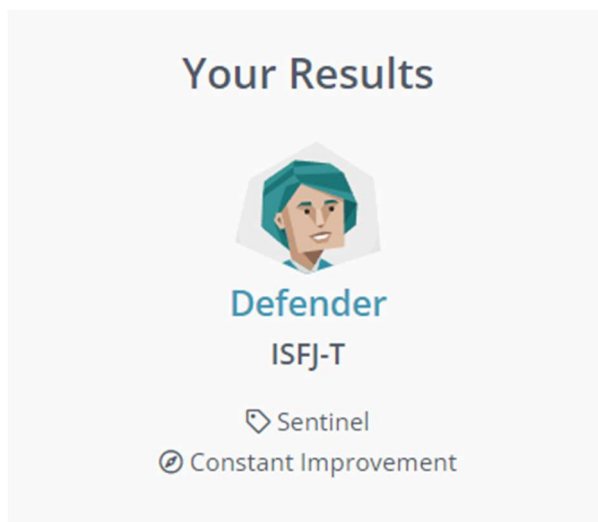 Your Results
Defender
ISFJ-T
Sentinel
Constant Improvement